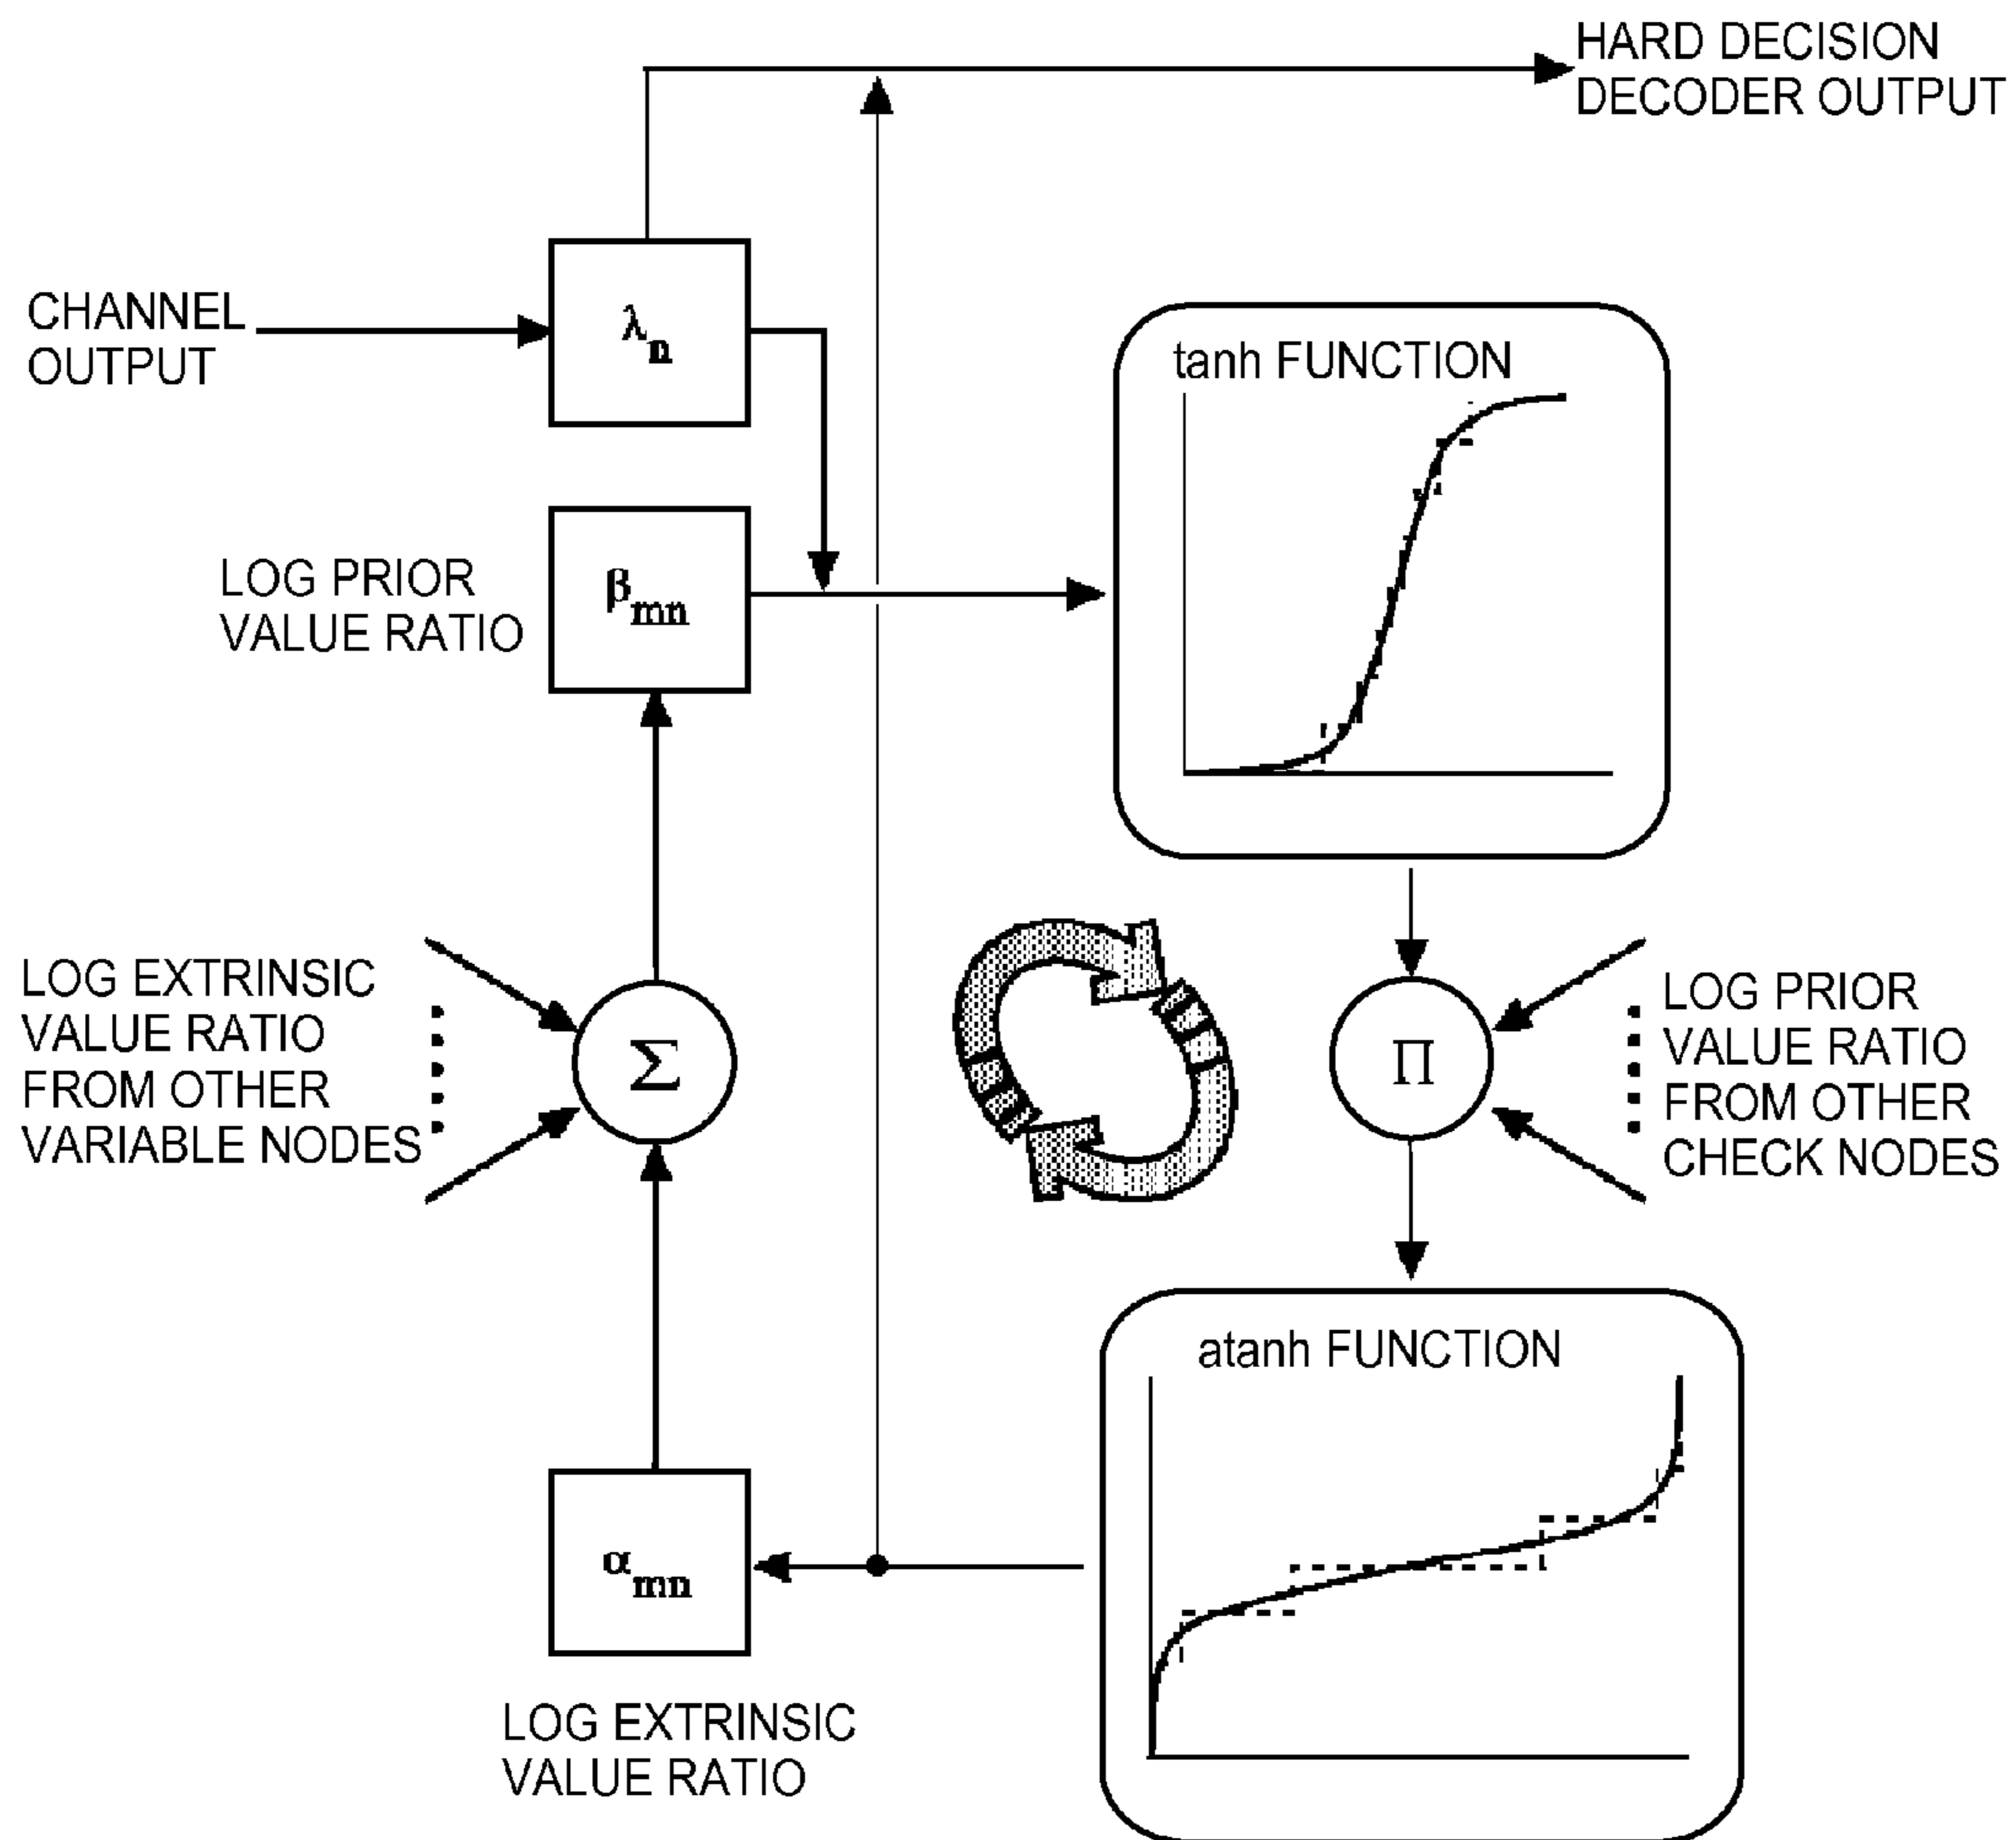 HARD DECISION
DECODER OUTPUT
CHANNEL
OUTPUT
λn
tanh FUNCTION
LOG PRIOR
VALUE RATIO
βmn
LOG EXTRINSIC
VALUE RATIO
FROM OTHER
VARIABLE NODES
Σ
Π
LOG PRIOR
VALUE RATIO
FROM OTHER
CHECK NODES
atanh FUNCTION
αmn
LOG EXTRINSIC
VALUE RATIO